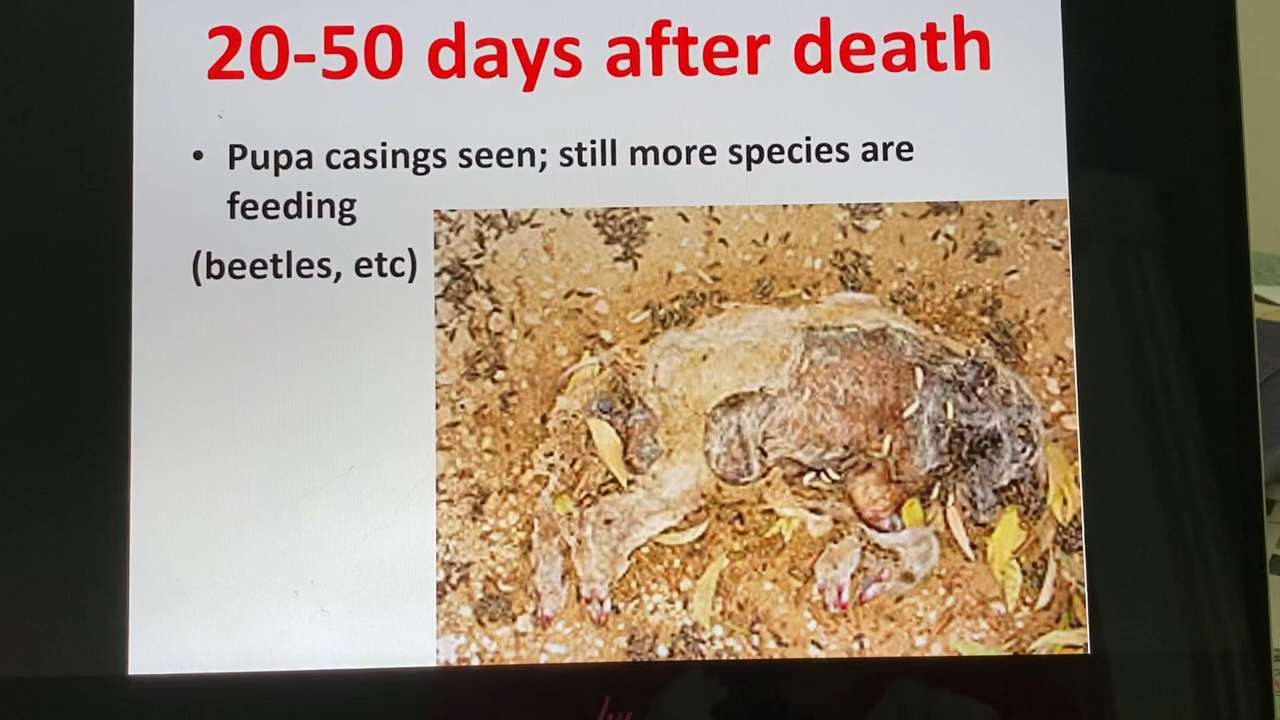 20-50 days after death
• Pupa casings seen; still more species are
feeding
(beetles, etc)